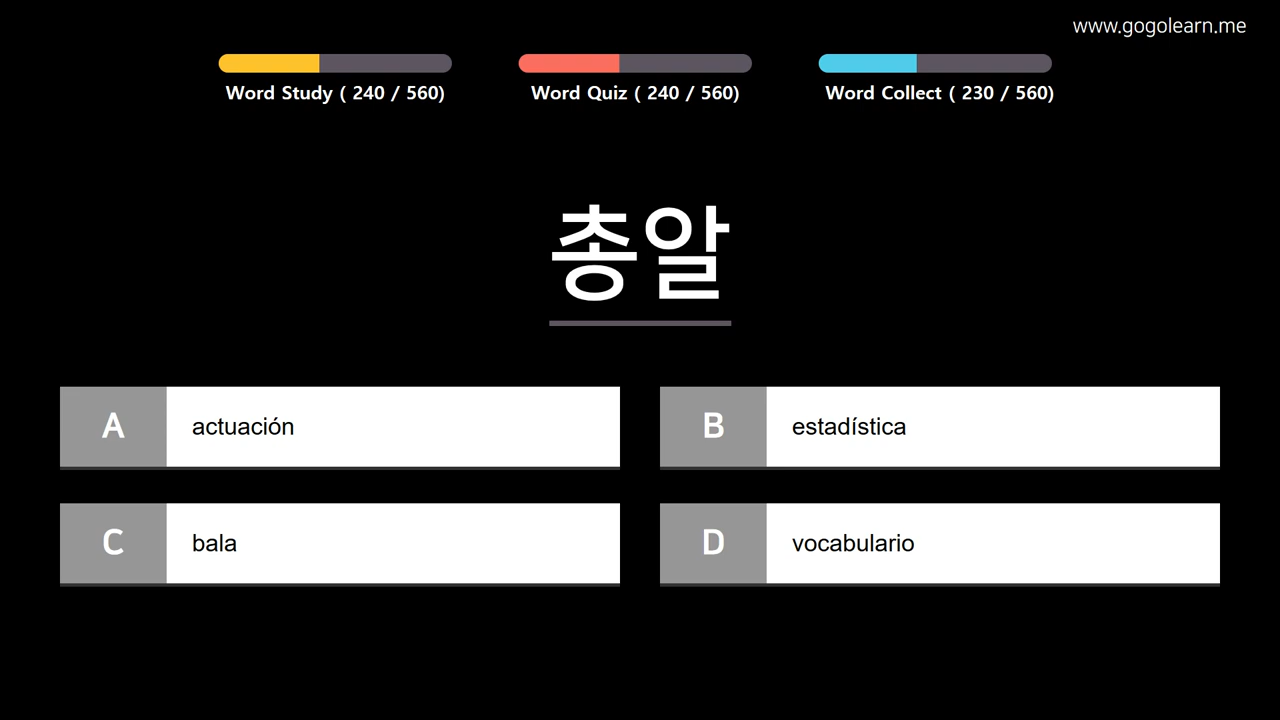 www.gogolearn.me
Word Study ( 240 / 560)
Word Quiz ( 240 / 560)
Word Collect ( 230 / 560)
총알
A actuación
B estadística
C bala
D vocabulario